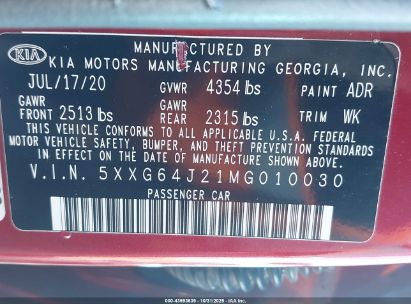 MANUFACTURED BY
KIA KIA MOTORS MANUFACTURING GEORGIA, INC.
JUL/17/20 GVWR 4354 lbs PAINT ADR
GAWR FRONT 2513 lbs GAWR REAR 2315 lbs TRIM WK
THIS VEHICLE CONFORMS TO ALL APPLICABLE U.S.A. FEDERAL
MOTOR VEHICLE SAFETY, BUMPER, AND THEFT PREVENTION STANDARDS
IN EFFECT ON THE DATE OF MANUFACTURE SHOWN ABOVE.
V.I.N. 5XXG64J21MG010030
PASSENGER CAR